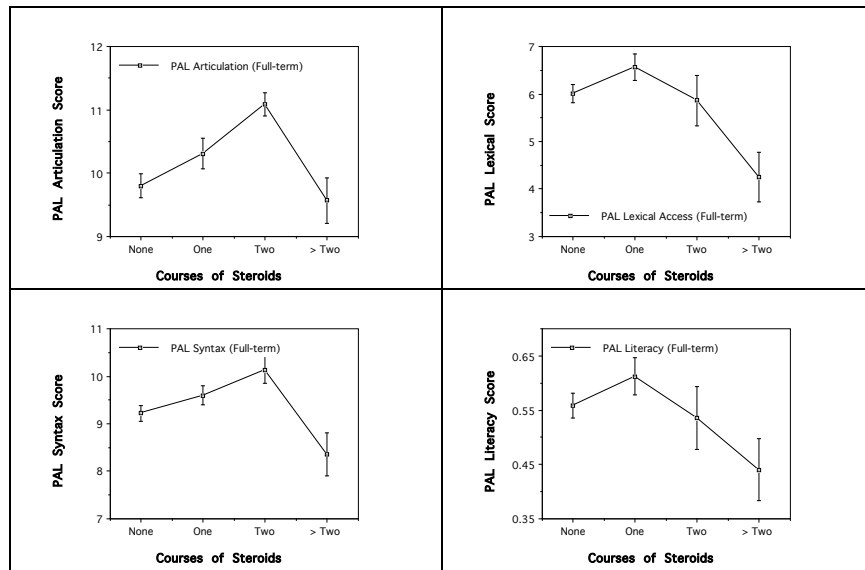 12
PAL Articulation (Full-term)
11
10
9
PAL Articulation Score
None One Two > Two
Courses of Steroids
7
6
5
4
PAL Lexical Access (Full-term)
3
PAL Lexical Score
None One Two > Two
Courses of Steroids
11
PAL Syntax (Full-term)
10
9
8
7
PAL Syntax Score
None One Two > Two
Courses of Steroids
0.65
PAL Literacy (Full-term)
0.55
0.45
0.35
PAL Literacy Score
None One Two > Two
Courses of Steroids